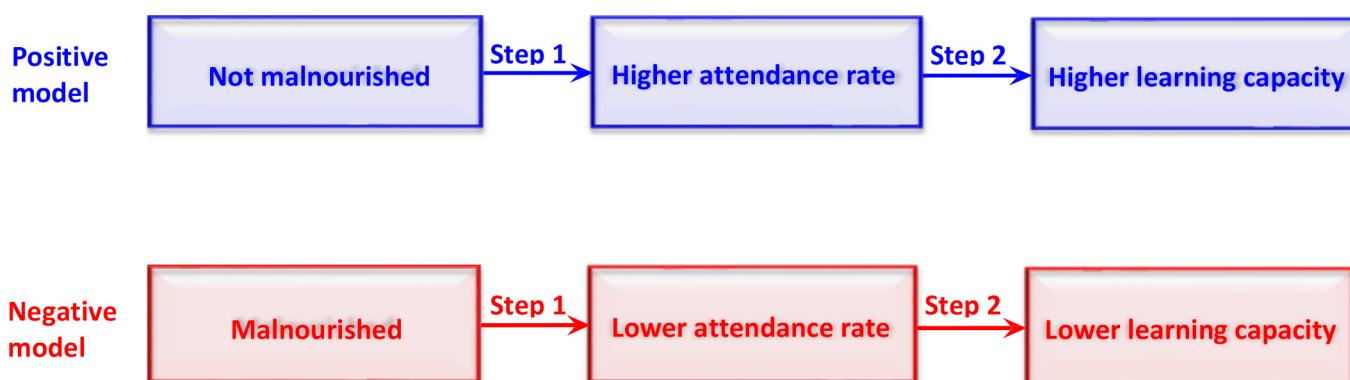 Positive
model
Not malnourished
Step 1
Higher attendance rate
Step 2
Higher learning capacity
Negative
model
Malnourished
Step 1
Lower attendance rate
Step 2
Lower learning capacity